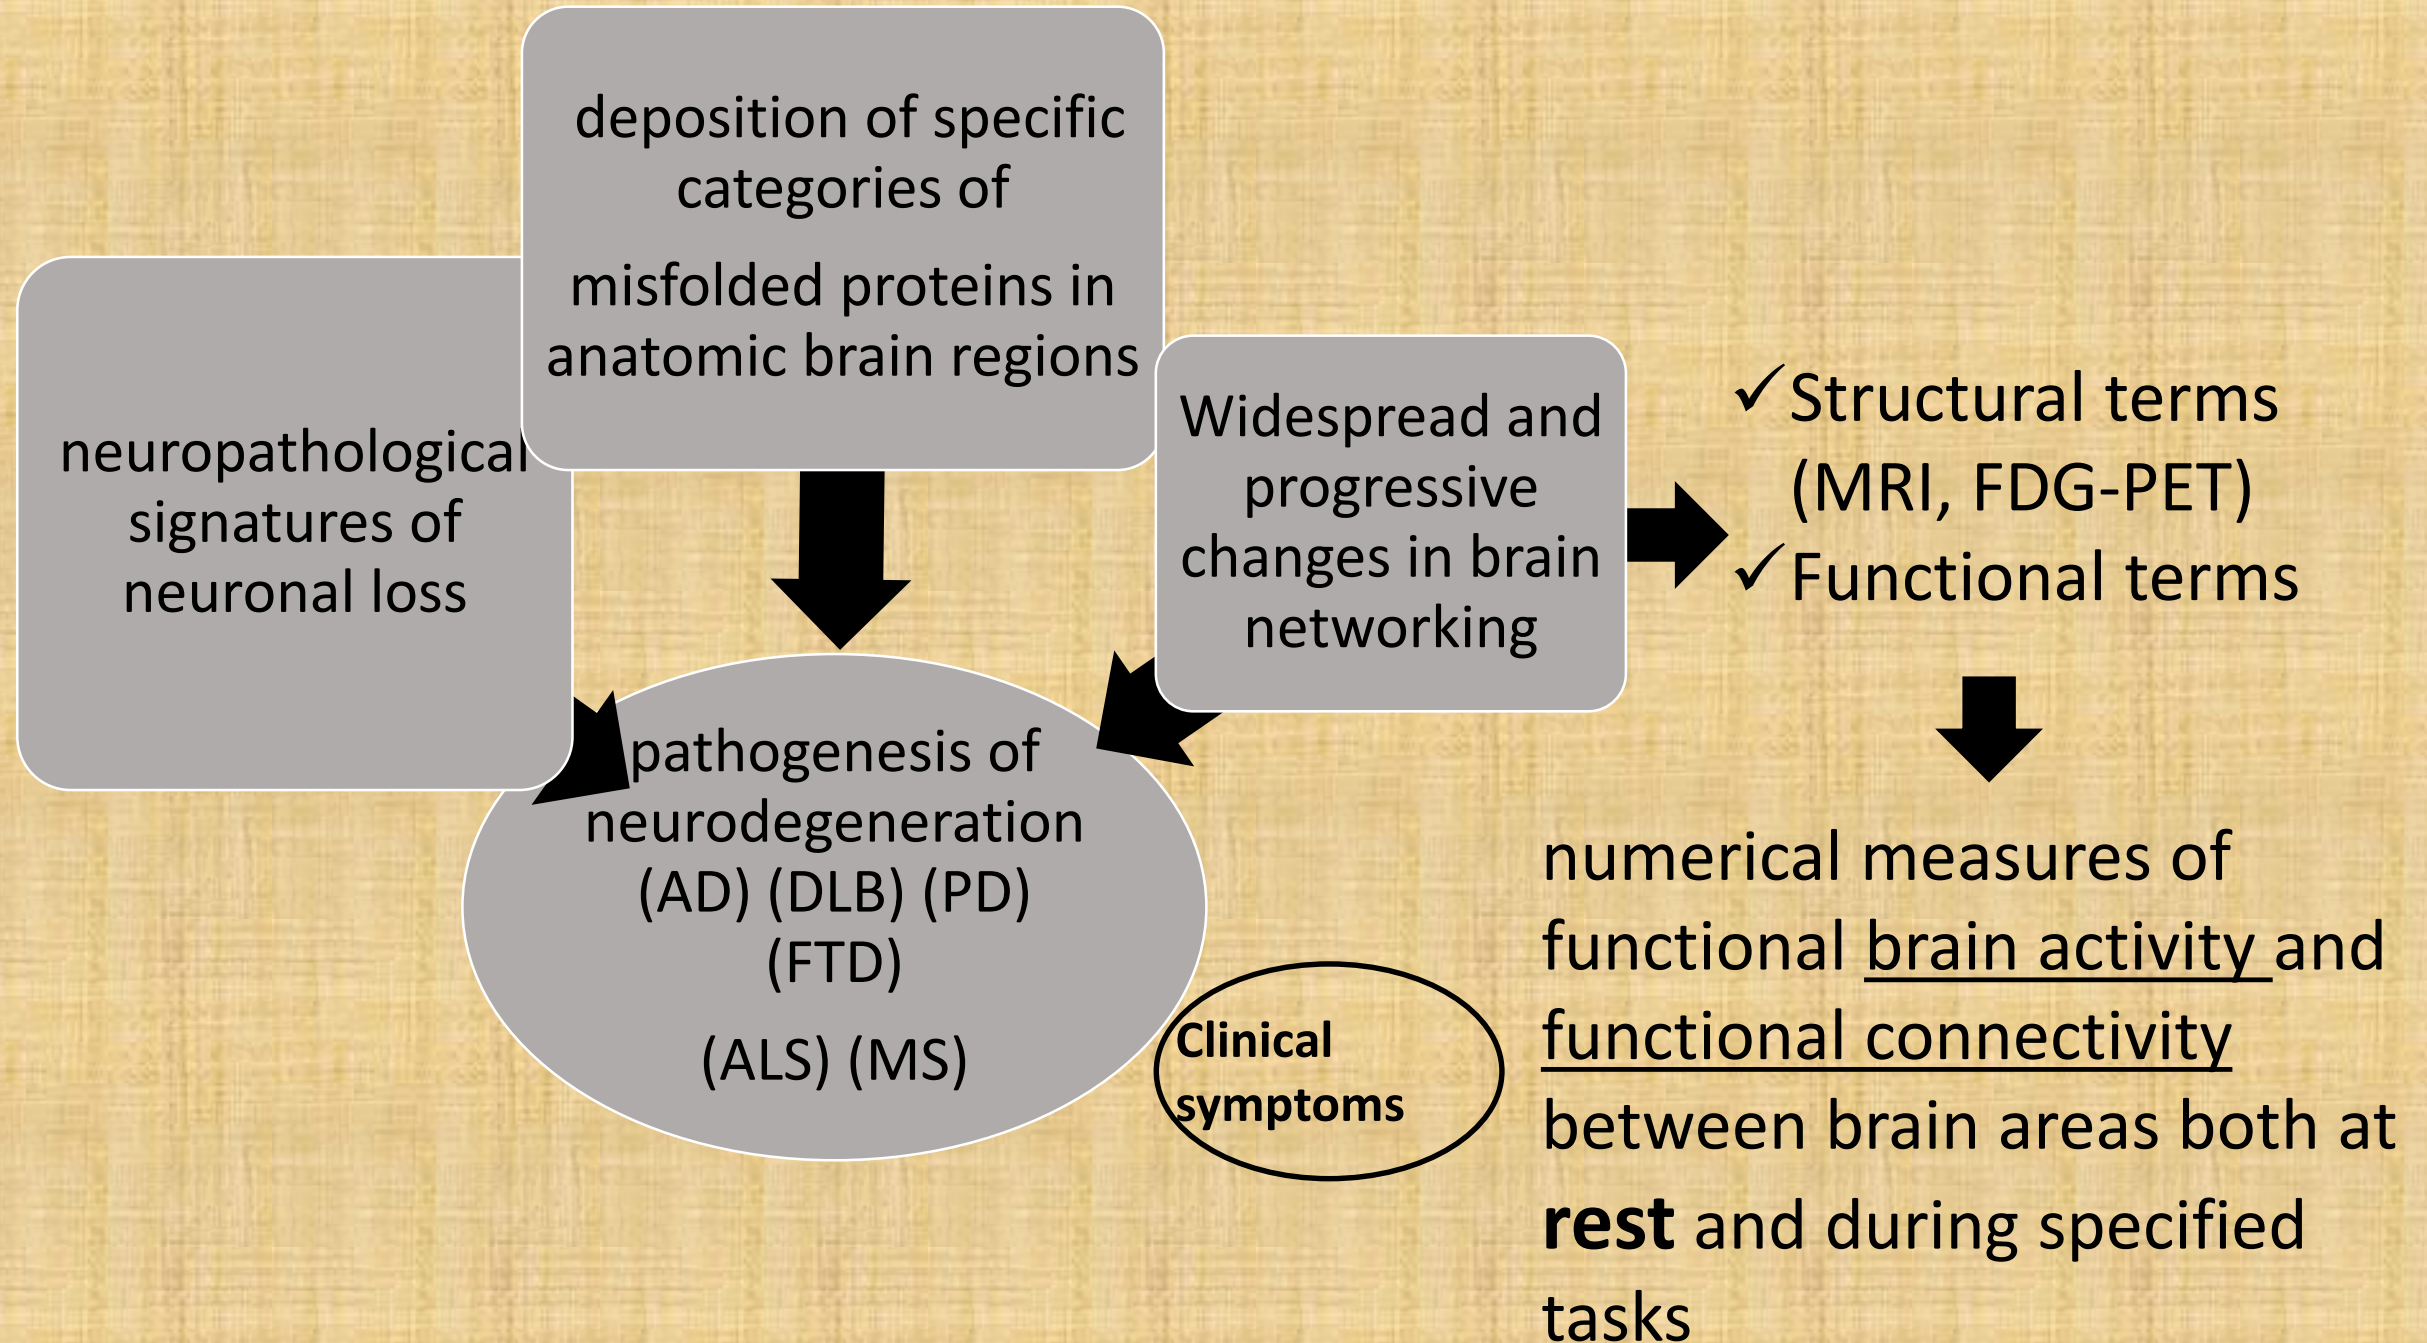 deposition of specific
categories of
misfolded proteins in
anatomic brain regions
neuropathological
signatures of
neuronal loss
Widespread and
progressive
changes in brain
networking
✓Structural terms
(MRI, FDG-PET)
✓Functional terms
pathogenesis of
neurodegeneration
(AD) (DLB) (PD)
(FTD)
(ALS) (MS)
Clinical
symptoms
numerical measures of
functional brain activity and
functional connectivity
between brain areas both at
rest and during specified
tasks